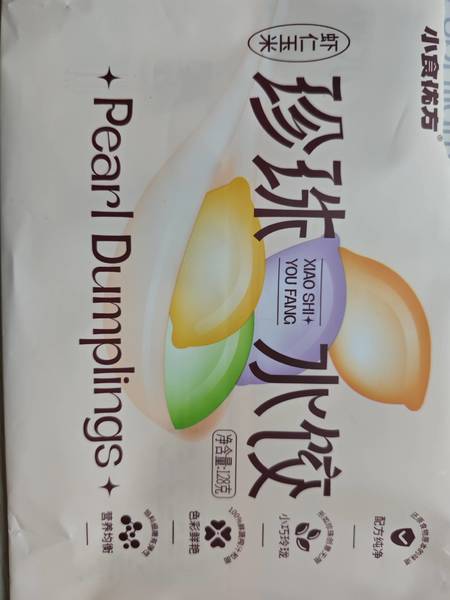 小食优方®
虾仁玉米
珍珠水饺
XIAO SHI
YOU FANG
Pearl Dumplings
净含量:128克
配方纯净
小巧玲珑
色彩鲜艳
营养均衡